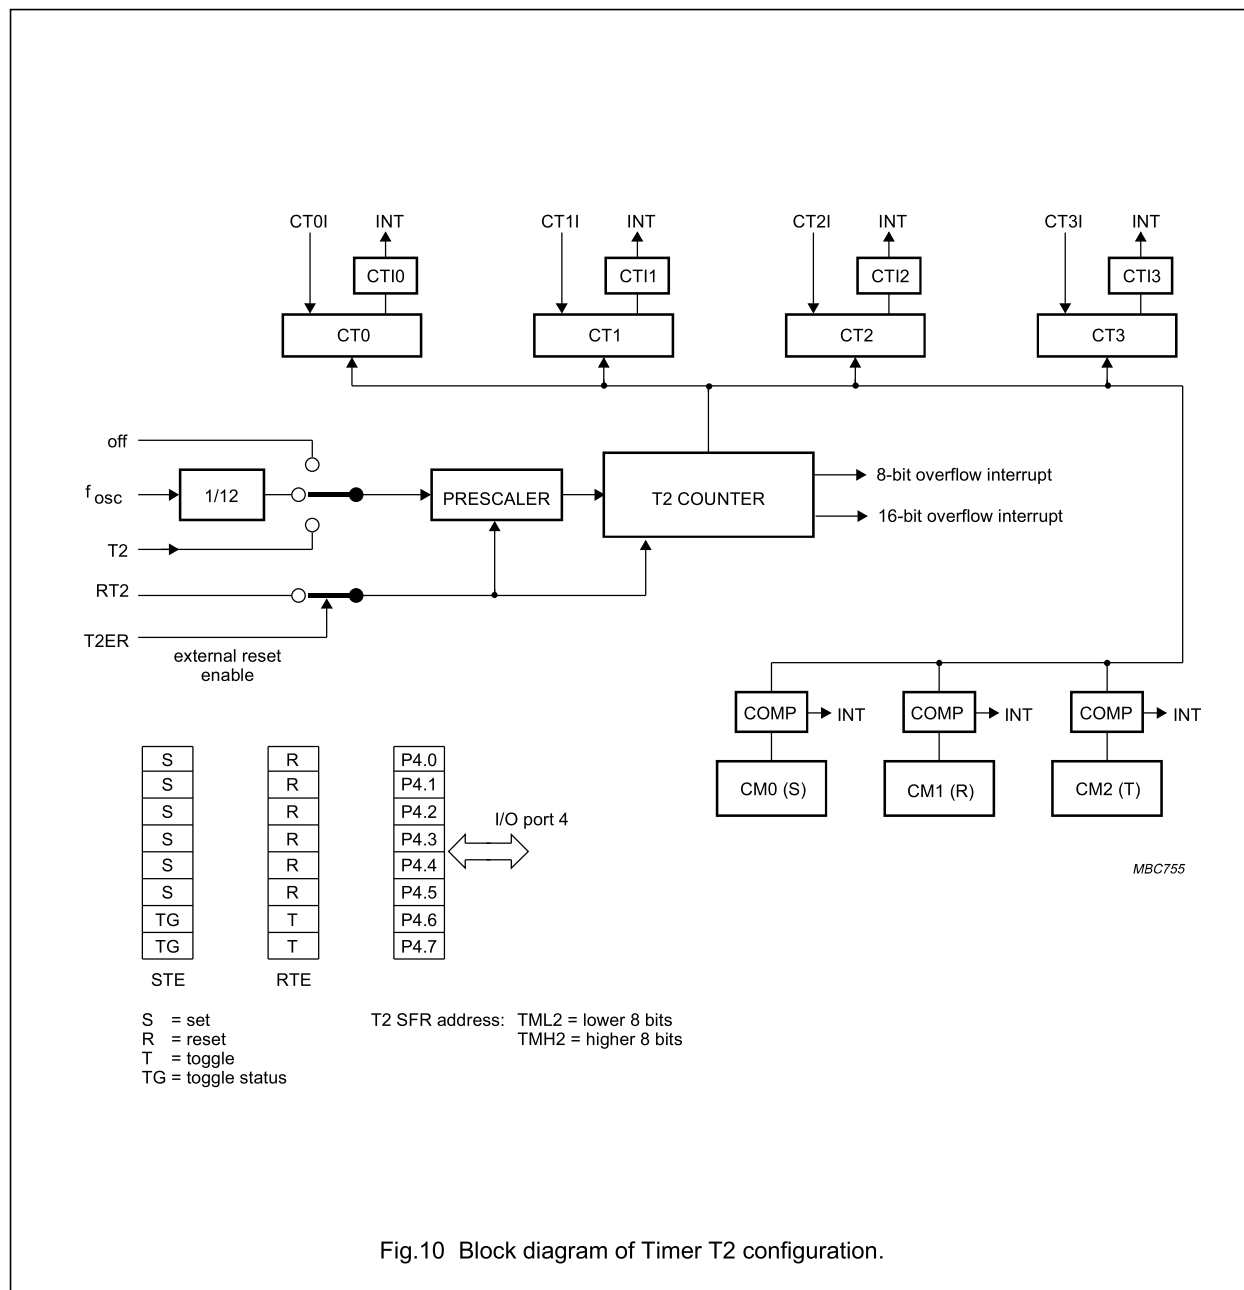 CT0I INT CT1I INT CT2I INT CT3I INT
CTI0 CTI1 CTI2 CTI3
CT0 CT1 CT2 CT3
off
fosc 1/12 PRESCALER T2 COUNTER 8-bit overflow interrupt
16-bit overflow interrupt
T2
RT2
T2ER
external reset
enable
COMP INT COMP INT COMP INT
CM0 (S) CM1 (R) CM2 (T)
S R P4.0
S R P4.1
S R P4.2
S R P4.3
S R P4.4
S R P4.5
TG T P4.6
TG T P4.7
I/O port 4
MBC755
STE RTE
S = set
R = reset
T = toggle
TG = toggle status
T2 SFR address: TML2 = lower 8 bits
TMH2 = higher 8 bits
Fig.10 Block diagram of Timer T2 configuration.